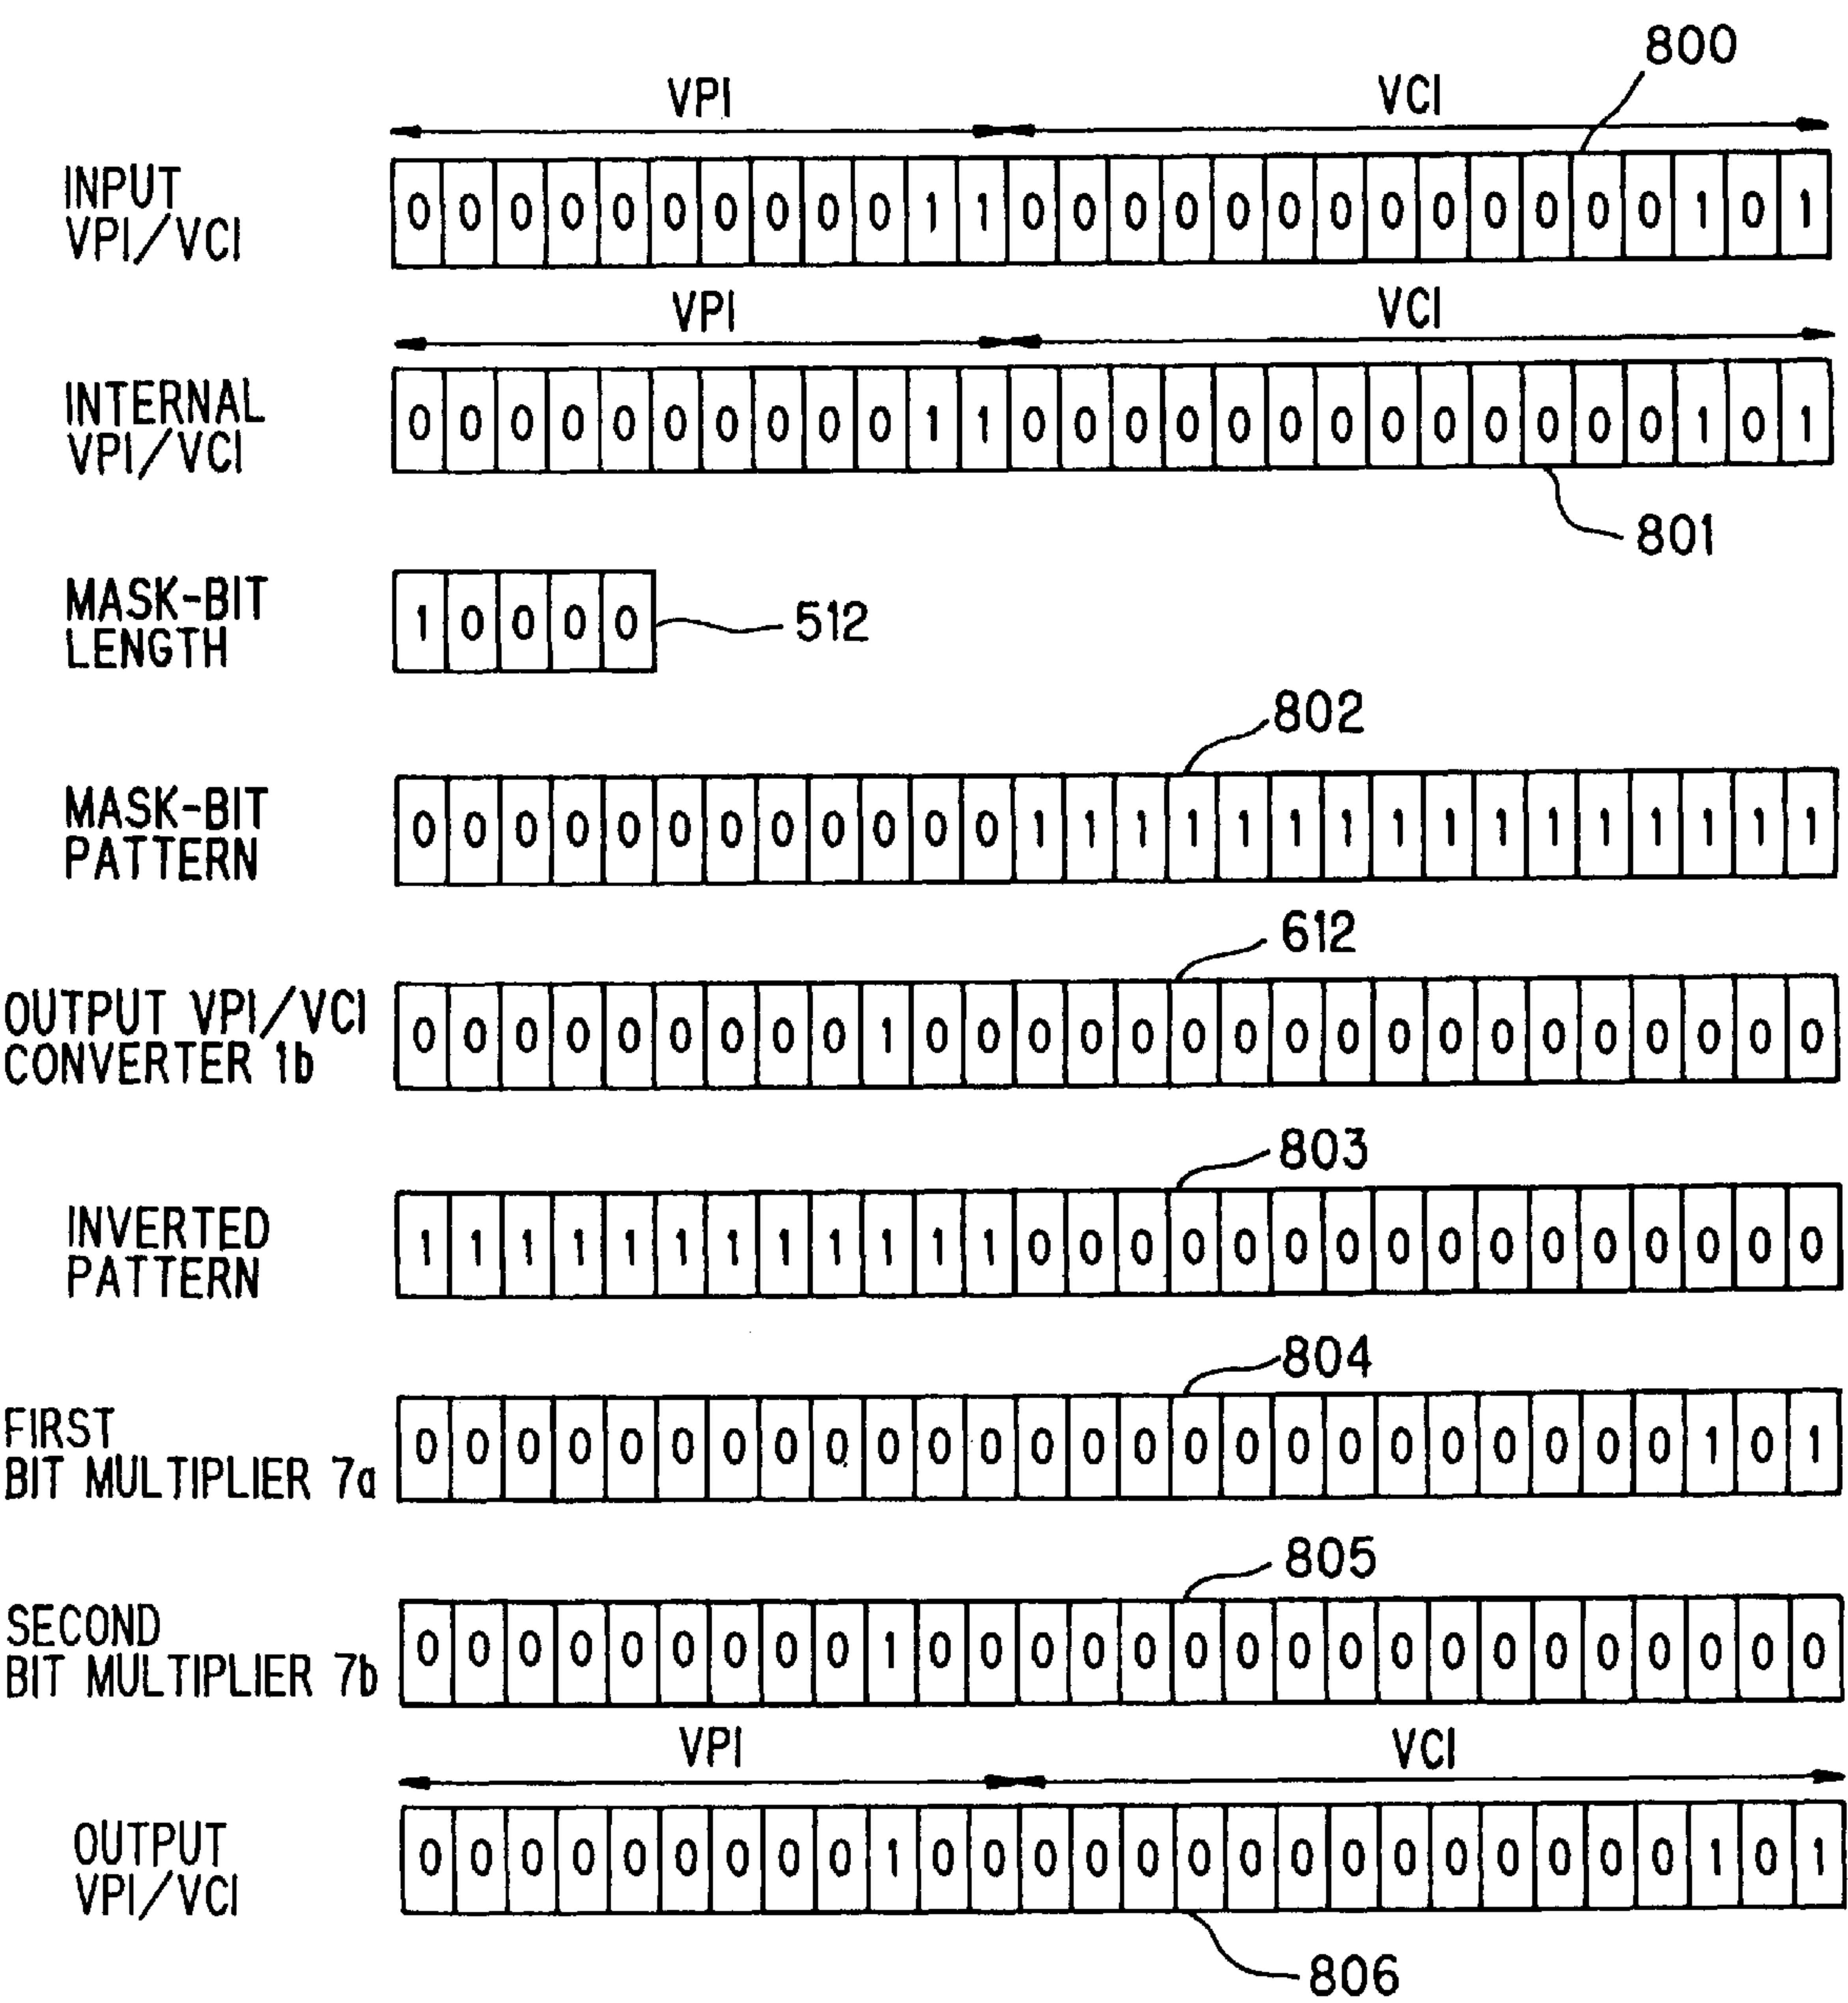 800
VPI VCI
INPUT
VPI/VCI
0 0 0 0 0 0 0 0 0 0 1 1 0 0 0 0 0 0 0 0 0 0 0 0 0 1 0 1
VPI VCI
INTERNAL
VPI/VCI
0 0 0 0 0 0 0 0 0 0 1 1 0 0 0 0 0 0 0 0 0 0 0 0 0 1 0 1
801
MASK-BIT
LENGTH
1 0 0 0 0
512
802
MASK-BIT
PATTERN
0 0 0 0 0 0 0 0 0 0 0 0 1 1 1 1 1 1 1 1 1 1 1 1 1 1 1 1
612
OUTPUT VPI/VCI
CONVERTER 1b
0 0 0 0 0 0 0 0 0 1 0 0 0 0 0 0 0 0 0 0 0 0 0 0 0 0 0 0
803
INVERTED
PATTERN
1 1 1 1 1 1 1 1 1 1 1 1 0 0 0 0 0 0 0 0 0 0 0 0 0 0 0 0
804
FIRST
BIT MULTIPLIER 7a
0 0 0 0 0 0 0 0 0 0 0 0 0 0 0 0 0 0 0 0 0 0 0 0 0 1 0 1
805
SECOND
BIT MULTIPLIER 7b
0 0 0 0 0 0 0 0 0 1 0 0 0 0 0 0 0 0 0 0 0 0 0 0 0 0 0 0
VPI VCI
OUTPUT
VPI/VCI
0 0 0 0 0 0 0 0 0 1 0 0 0 0 0 0 0 0 0 0 0 0 0 0 0 1 0 1
806